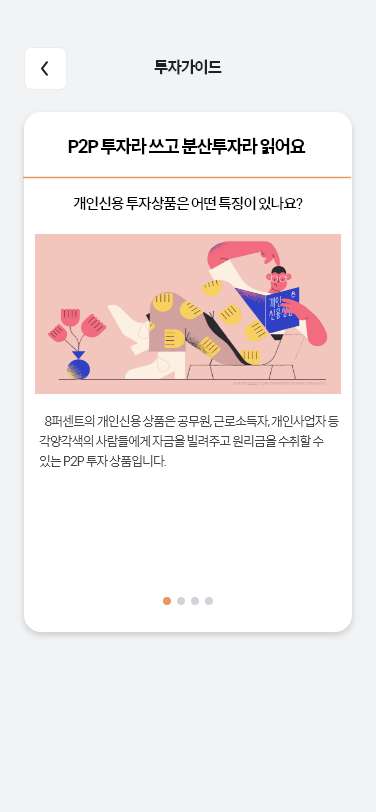 투자가이드
P2P 투자라 쓰고 분산투자라 읽어요
개인신용 투자상품은 어떤 특징이 있나요?
8
개인
신용상품
8퍼센트의 개인신용 상품은 공무원, 근로소득자, 개인사업자 등
각양각색의 사람들에게 자금을 빌려주고 원리금을 수취할 수
있는 P2P 투자 상품입니다.